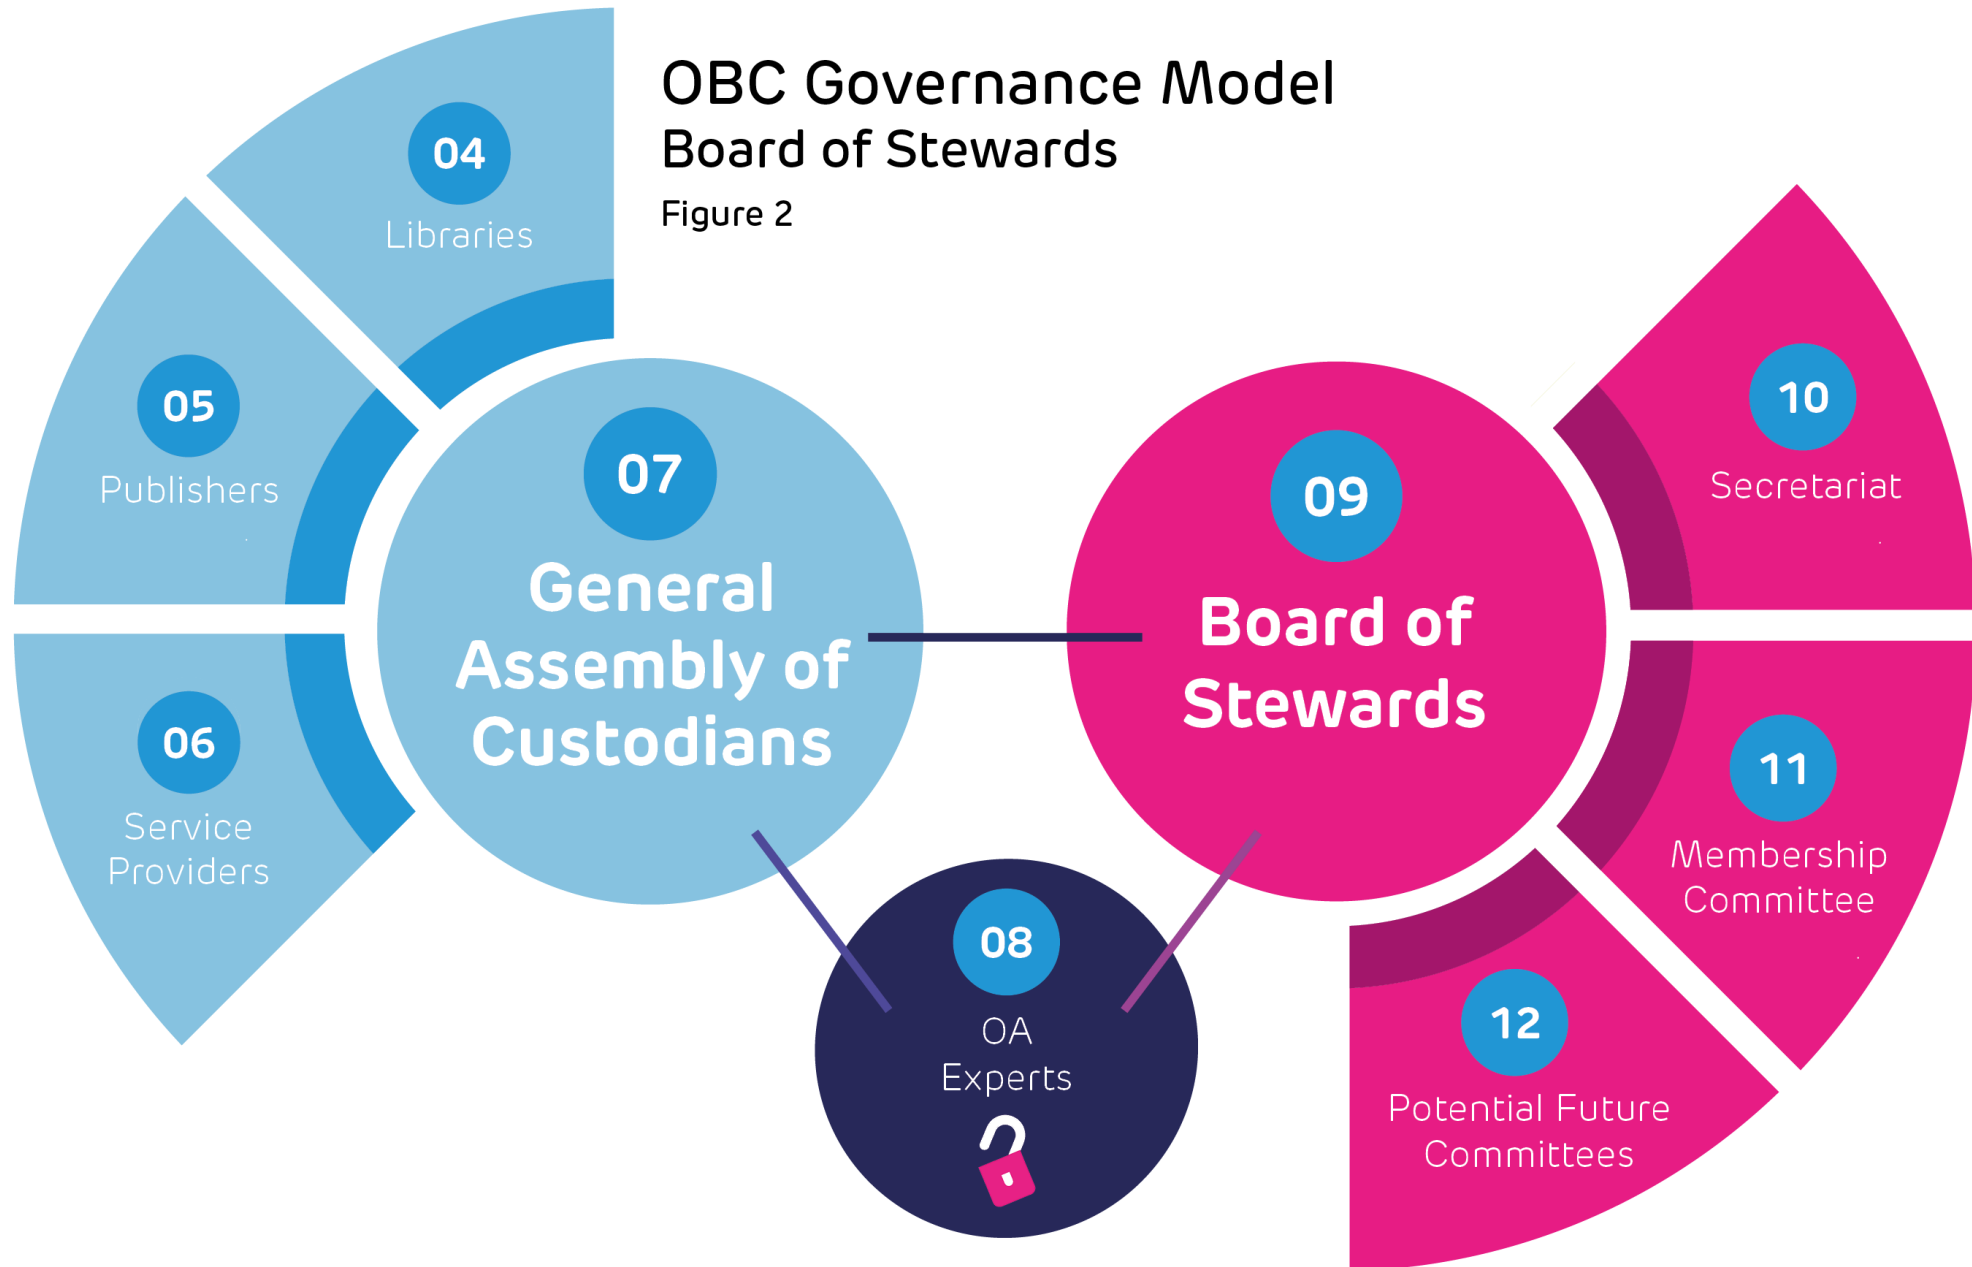 OBC Governance Model
Board of Stewards
Figure 2
04
Libraries
05
Publishers
06
Service
Providers
07
General
Assembly of
Custodians
08
OA
Experts
09
Board of
Stewards
10
Secretariat
11
Membership
Committee
12
Potential Future
Committees